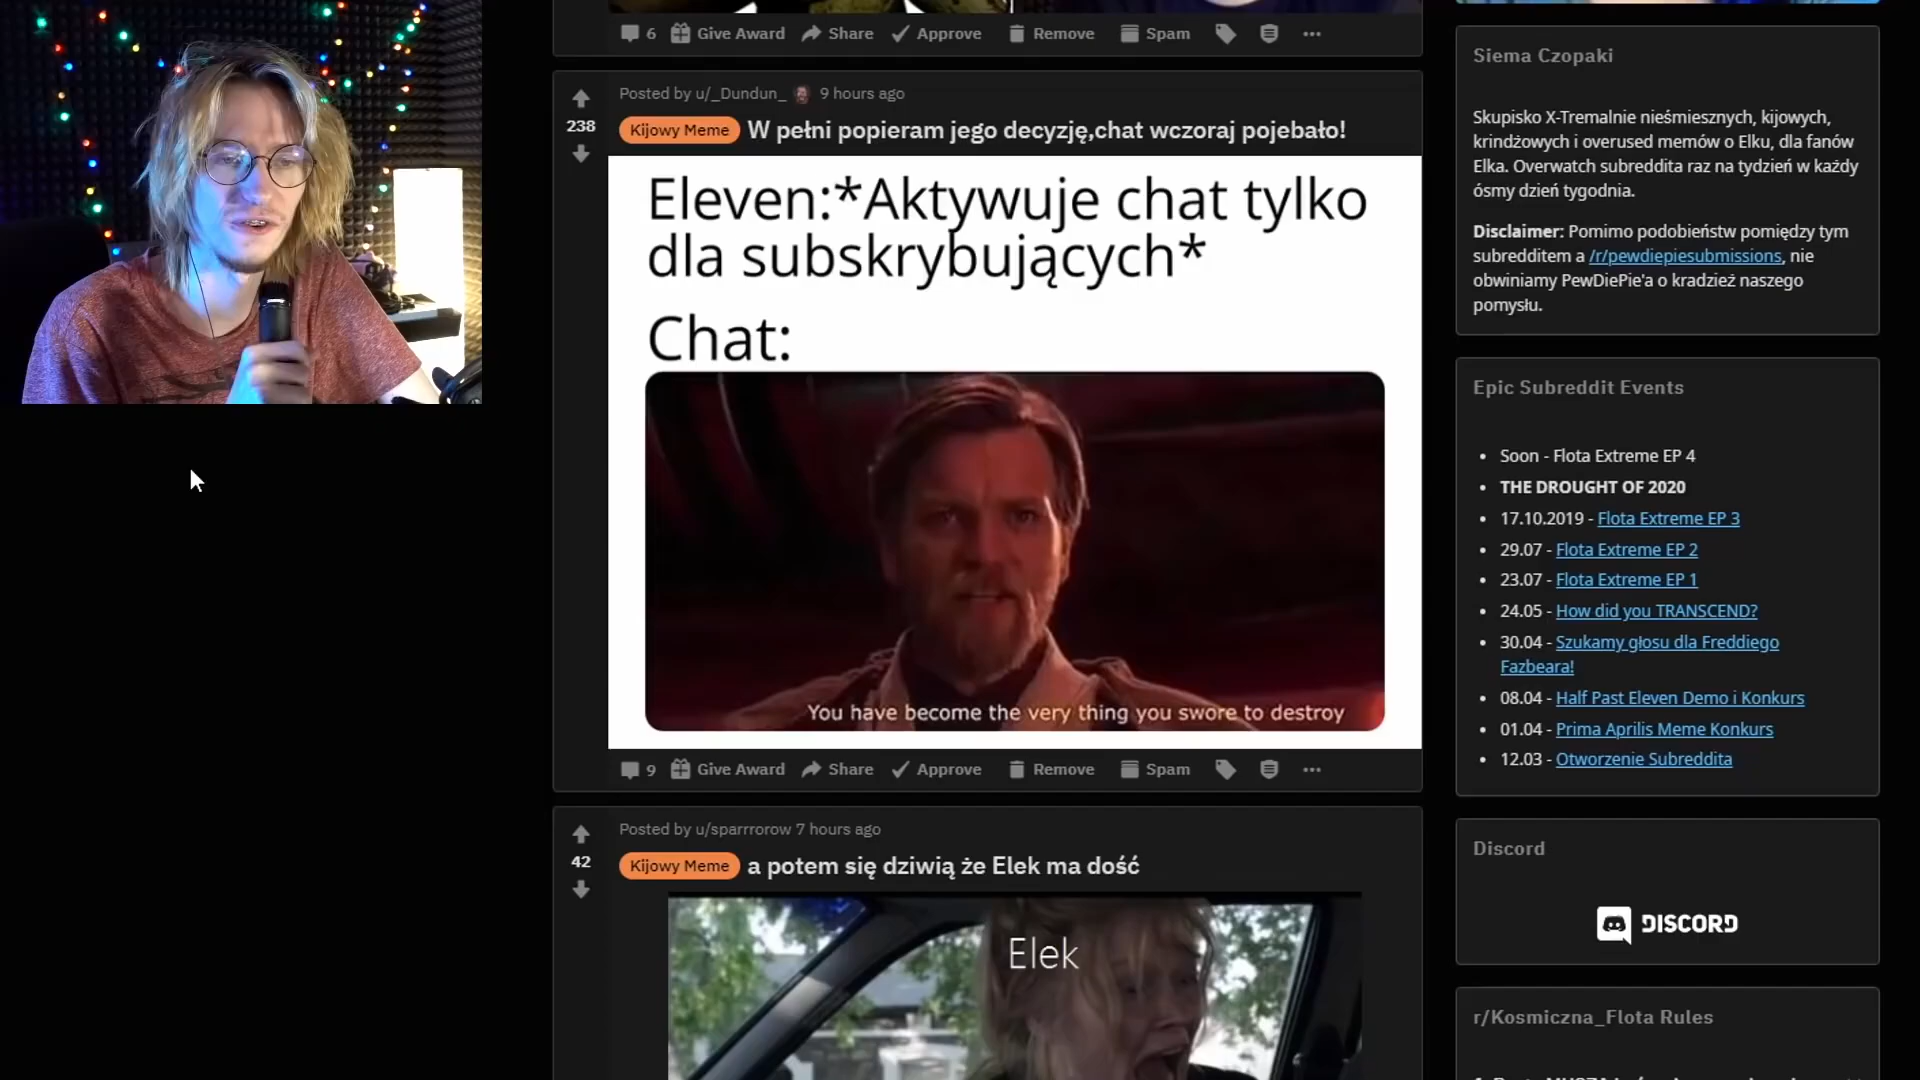 6 Give Award Share Approve Remove Spam
Posted by u/_Dundun_ 9 hours ago
238
Kijowy Meme W pełni popieram jego decyzję,chat wczoraj pojebało!
Eleven:*Aktywuje chat tylko
dla subskrybujących*
Chat:
You have become the very thing you swore to destroy
9 Give Award Share Approve Remove Spam
Posted by u/sparrrorow 7 hours ago
42
Kijowy Meme a potem się dziwią że Elek ma dość
Elek
Siema Czopaki
Skupisko X-Tremalnie nieśmiesznych, kijowych,
krindżowych i overused memów o Elku, dla fanów
Elka. Overwatch subreddita raz na tydzień w każdy
ósmy dzień tygodnia.
Disclaimer: Pomimo podobieństw pomiędzy tym
subredditem a /r/pewdiepiesubmissions, nie
obwiniamy PewDiePie'a o kradzież naszego
pomysłu.
Epic Subreddit Events
Soon - Flota Extreme EP 4
THE DROUGHT OF 2020
17.10.2019 - Flota Extreme EP 3
29.07 - Flota Extreme EP 2
23.07 - Flota Extreme EP 1
24.05 - How did you TRANSCEND?
30.04 - Szukamy głosu dla Freddiego
Fazbeara!
08.04 - Half Past Eleven Demo i Konkurs
01.04 - Prima Aprilis Meme Konkurs
12.03 - Otworzenie Subreddita
Discord
DISCORD
r/Kosmiczna_Flota Rules